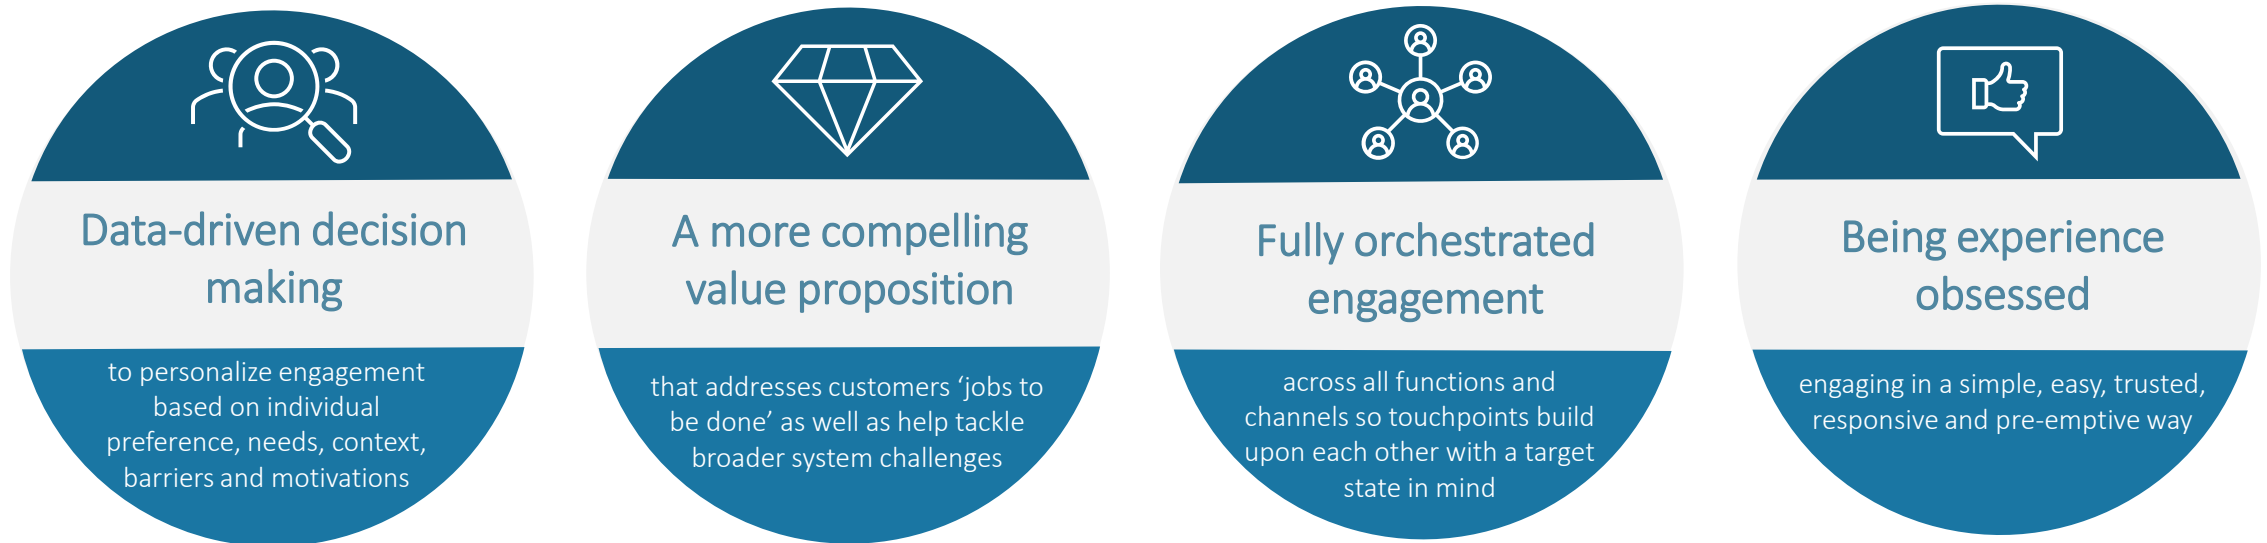 Data-driven decision
making
to personalize engagement
based on individual
preference, needs, context,
barriers and motivations
A more compelling
value proposition
that addresses customers ‘jobs to
be done’ as well as help tackle
broader system challenges
Fully orchestrated
engagement
across all functions and
channels so touchpoints build
upon each other with a target
state in mind
Being experience
obsessed
engaging in a simple, easy, trusted,
responsive and pre-emptive way